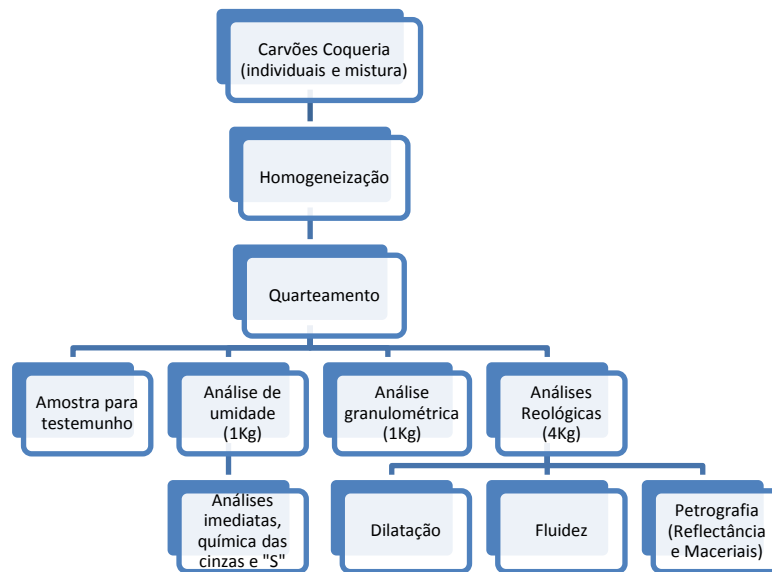 Carvões Coqueria
(individuais e mistura)
Homogeneização
Quarteamento
Amostra para
testemunho
Análise de
umidade
(1Kg)
Análise
granulométrica
(1Kg)
Análises
Reológicas
(4Kg)
Análises
imediatas,
química das
cinzas e "S"
Dilatação
Fluidez
Petrografia
(Reflectância
e Maceriais)